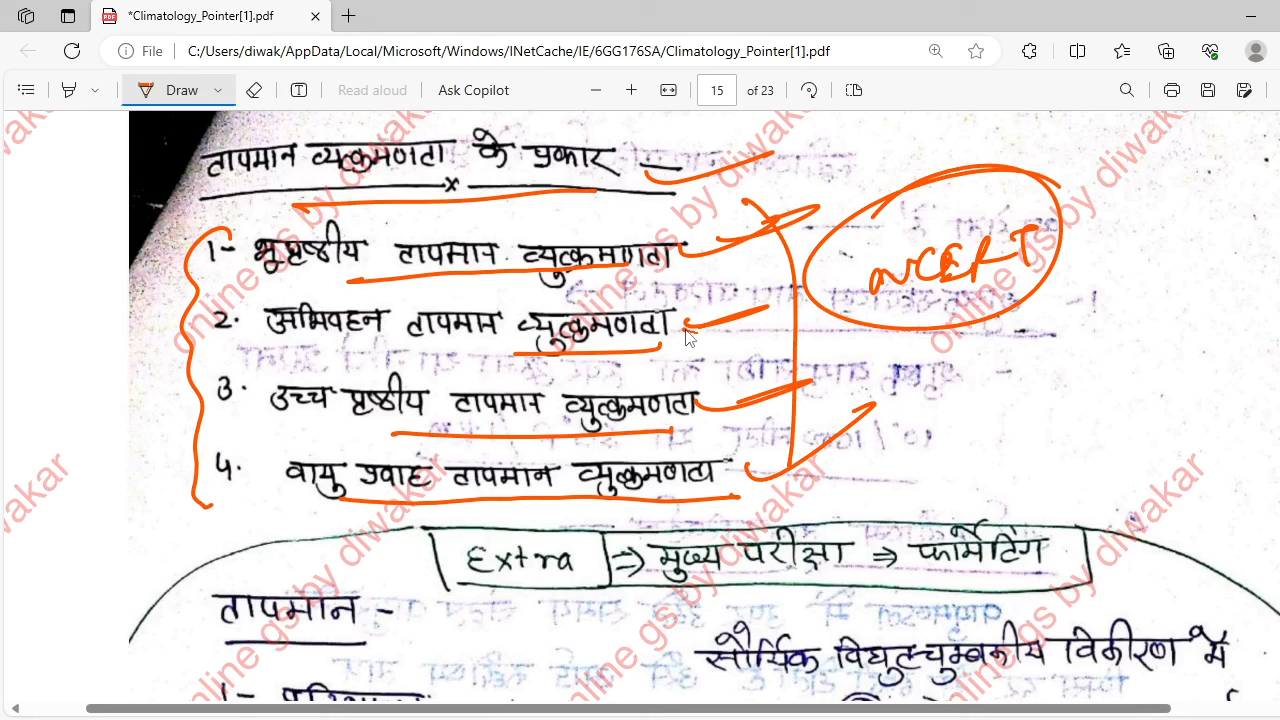 *Climatology_Pointer[1].pdf
File C:/Users/diwak/AppData/Local/Microsoft/Windows/INetCache/IE/6GG176SA/Climatology_Pointer[1].pdf
Draw Read aloud Ask Copilot 15 of 23
तापमान व्युत्क्रमणता के प्रकार —
1- भूपृष्ठीय तापमान व्युत्क्रमणता
NCERT
2. अभिवहन तापमान व्युत्क्रमणता
3. उच्च पृष्ठीय तापमान व्युत्क्रमणता
4. वायु प्रवाह तापमान व्युत्क्रमणता
Extra ⇒ मुख्य परीक्षा ⇒ फार्मेटिंग
तापमान -
सौर्यिक विद्युत्चुम्बकीय विकीरण में
online gs by diwakar